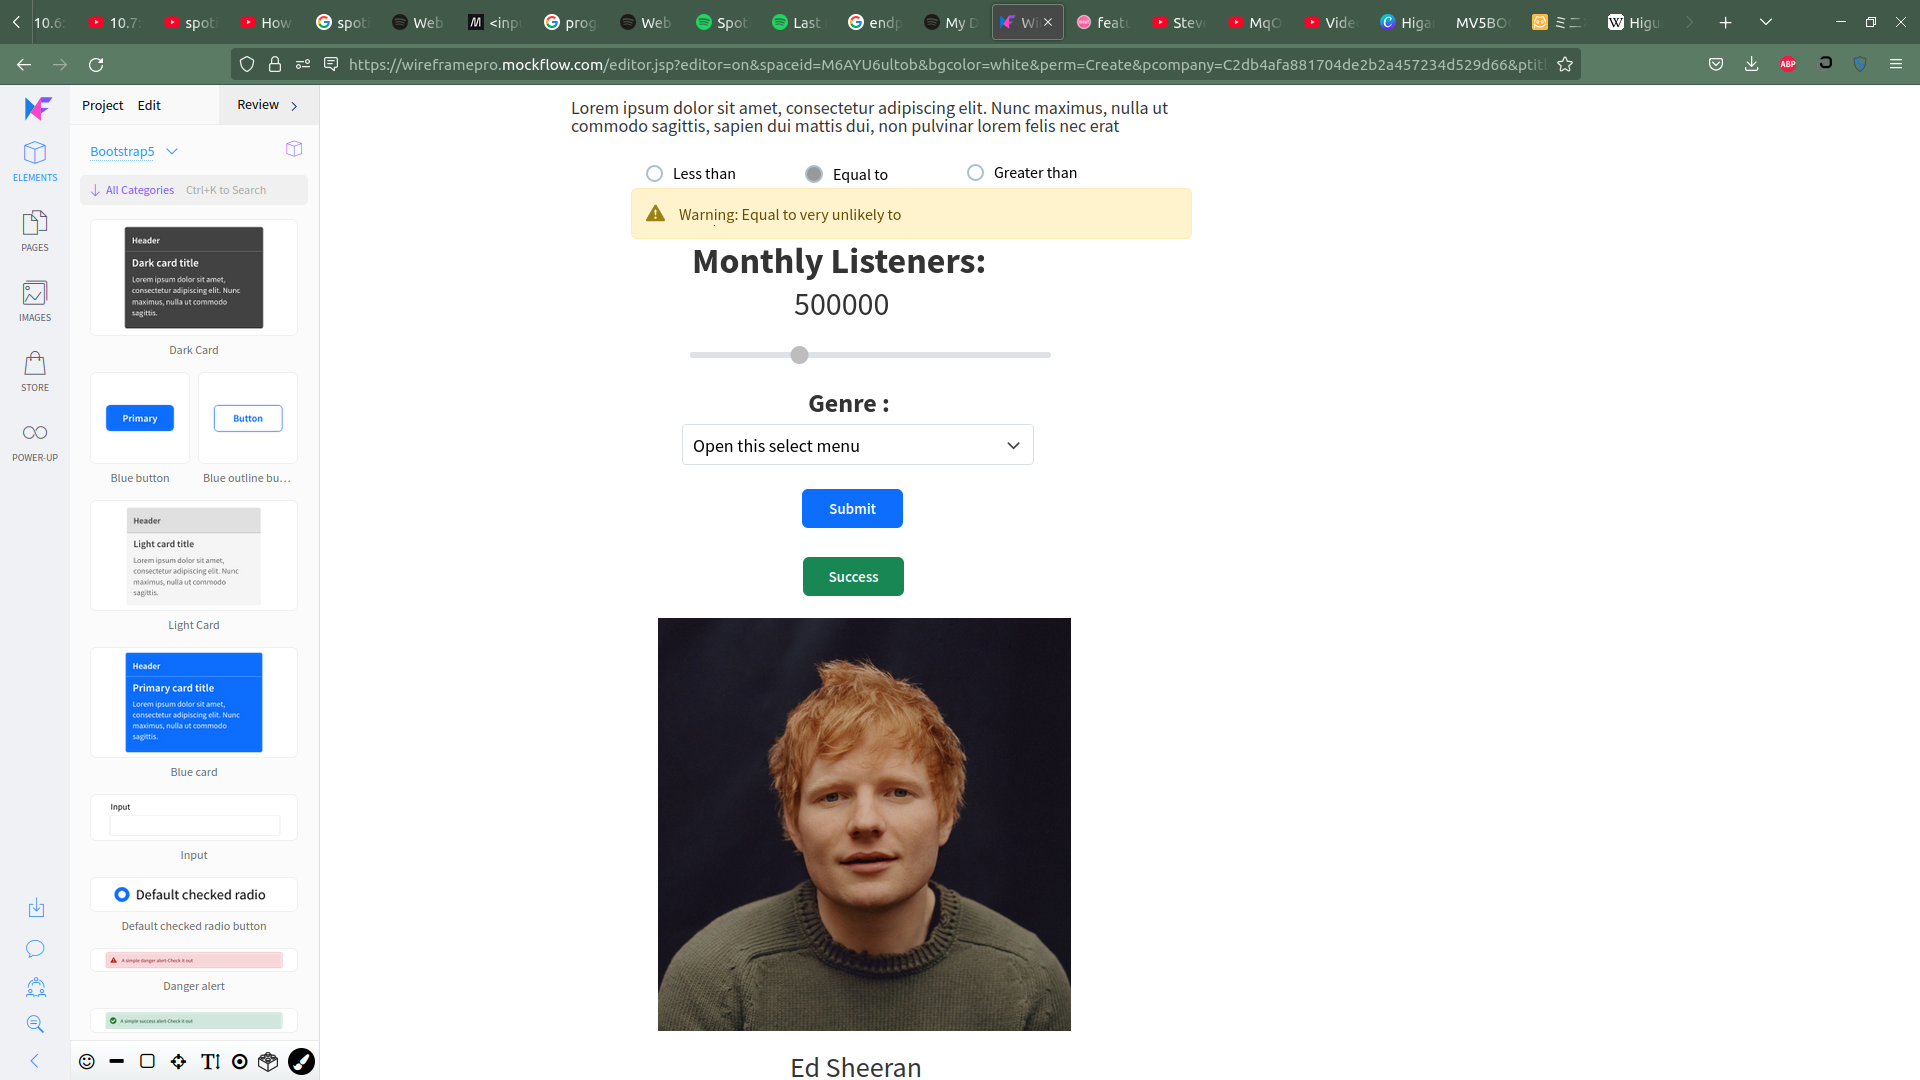 10.6
10.7
spoti
How
spot
Web
<inp
prog
Web
Spot
Last
endp
My D
Wi
featu
Steve
MqO
Vide
Higa
MV5BO
ミニ
Higu
https://wireframepro.mockflow.com/editor.jsp?editor=on&spaceid=M6AYU6ultob&bgcolor=white&perm=Create&pcompany=C2db4afa881704de2b2a457234d529d66&ptitl
ABP
Project Edit Review
Bootstrap5
All Categories Ctrl+K to Search
ELEMENTS
PAGES
IMAGES
STORE
POWER-UP
Header
Dark card title
Lorem ipsum dolor sit amet,
consectetur adipiscing elit. Nunc
maximus, nulla ut commodo
sagittis.
Dark Card
Primary
Button
Blue button
Blue outline bu...
Header
Light card title
Lorem ipsum dolor sit amet,
consectetur adipiscing elit. Nunc
maximus, nulla ut commodo
sagittis.
Light Card
Header
Primary card title
Lorem ipsum dolor sit amet,
consectetur adipiscing elit. Nunc
maximus, nulla ut commodo
sagittis.
Blue card
Input
Input
Default checked radio
Default checked radio button
A simple danger alert-Check it out
Danger alert
A simple success alert-Check it out
Lorem ipsum dolor sit amet, consectetur adipiscing elit. Nunc maximus, nulla ut
commodo sagittis, sapien dui mattis dui, non pulvinar lorem felis nec erat
Less than
Equal to
Greater than
Warning: Equal to very unlikely to
Monthly Listeners:
500000
Genre :
Open this select menu
Submit
Success
Ed Sheeran